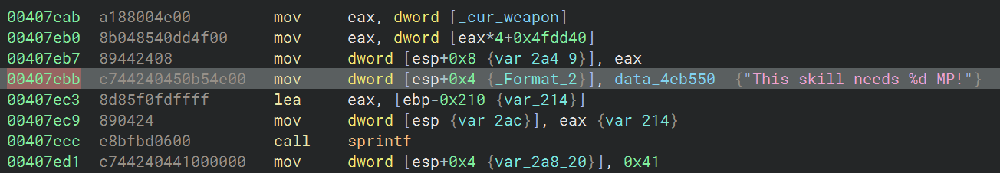 00407eab a188004e00 mov eax, dword [_cur_weapon]
00407eb0 8b048540dd4f00 mov eax, dword [eax*4+0x4fdd40]
00407eb7 89442408 mov dword [esp+0x8 {var_2a4_9}], eax
00407ebb c744240450b54e00 mov dword [esp+0x4 {_Format_2}], data_4eb550 {"This skill needs %d MP!"}
00407ec3 8d85f0fdffff lea eax, [ebp-0x210 {var_214}]
00407ec9 890424 mov dword [esp {var_2ac}], eax {var_214}
00407ecc e8bfbd0600 call sprintf
00407ed1 c744240441000000 mov dword [esp+0x4 {var_2a8_20}], 0x41